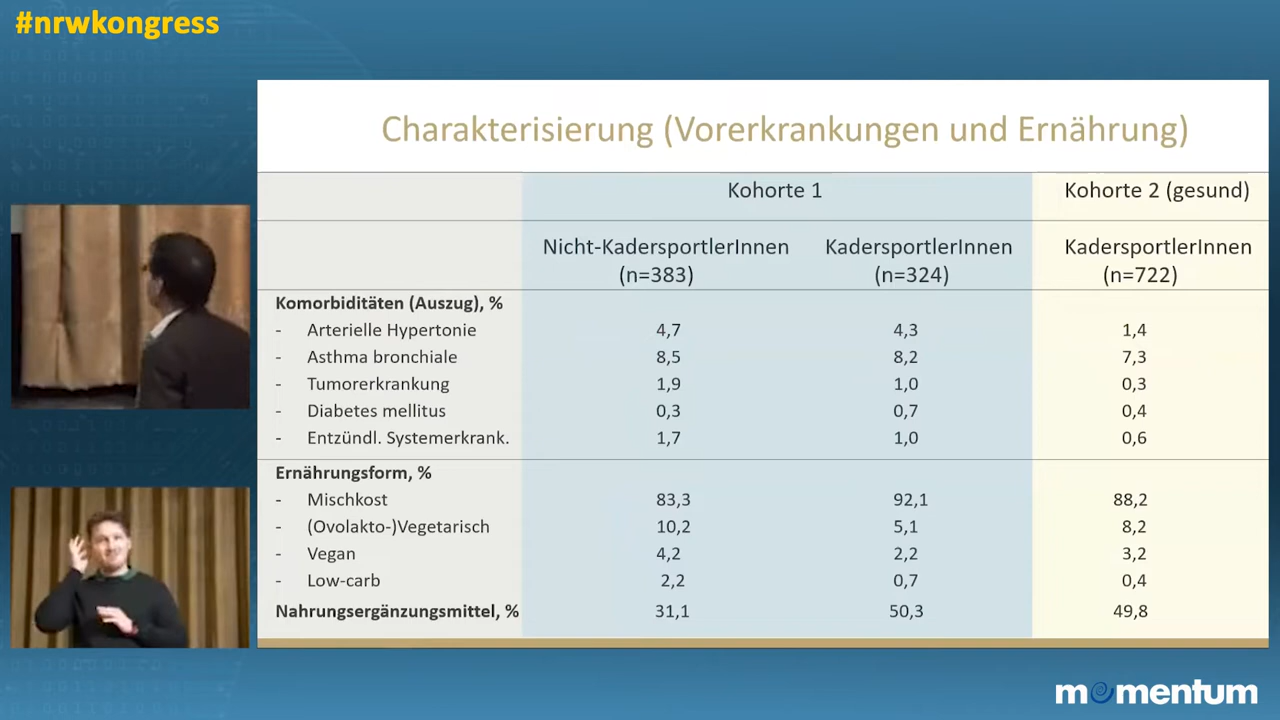 #nrwkongress
Charakterisierung (Vorerkrankungen und Ernährung)
Kohorte 1 Kohorte 2 (gesund)
Nicht-KadersportlerInnen KadersportlerInnen KadersportlerInnen
(n=383) (n=324) (n=722)
Komorbiditäten (Auszug), %
- Arterielle Hypertonie 4,7 4,3 1,4
- Asthma bronchiale 8,5 8,2 7,3
- Tumorerkrankung 1,9 1,0 0,3
- Diabetes mellitus 0,3 0,7 0,4
- Entzündl. Systemerkrank. 1,7 1,0 0,6
Ernährungsform, %
- Mischkost 83,3 92,1 88,2
- (Ovolakto-)Vegetarisch 10,2 5,1 8,2
- Vegan 4,2 2,2 3,2
- Low-carb 2,2 0,7 0,4
Nahrungsergänzungsmittel, % 31,1 50,3 49,8
momentum